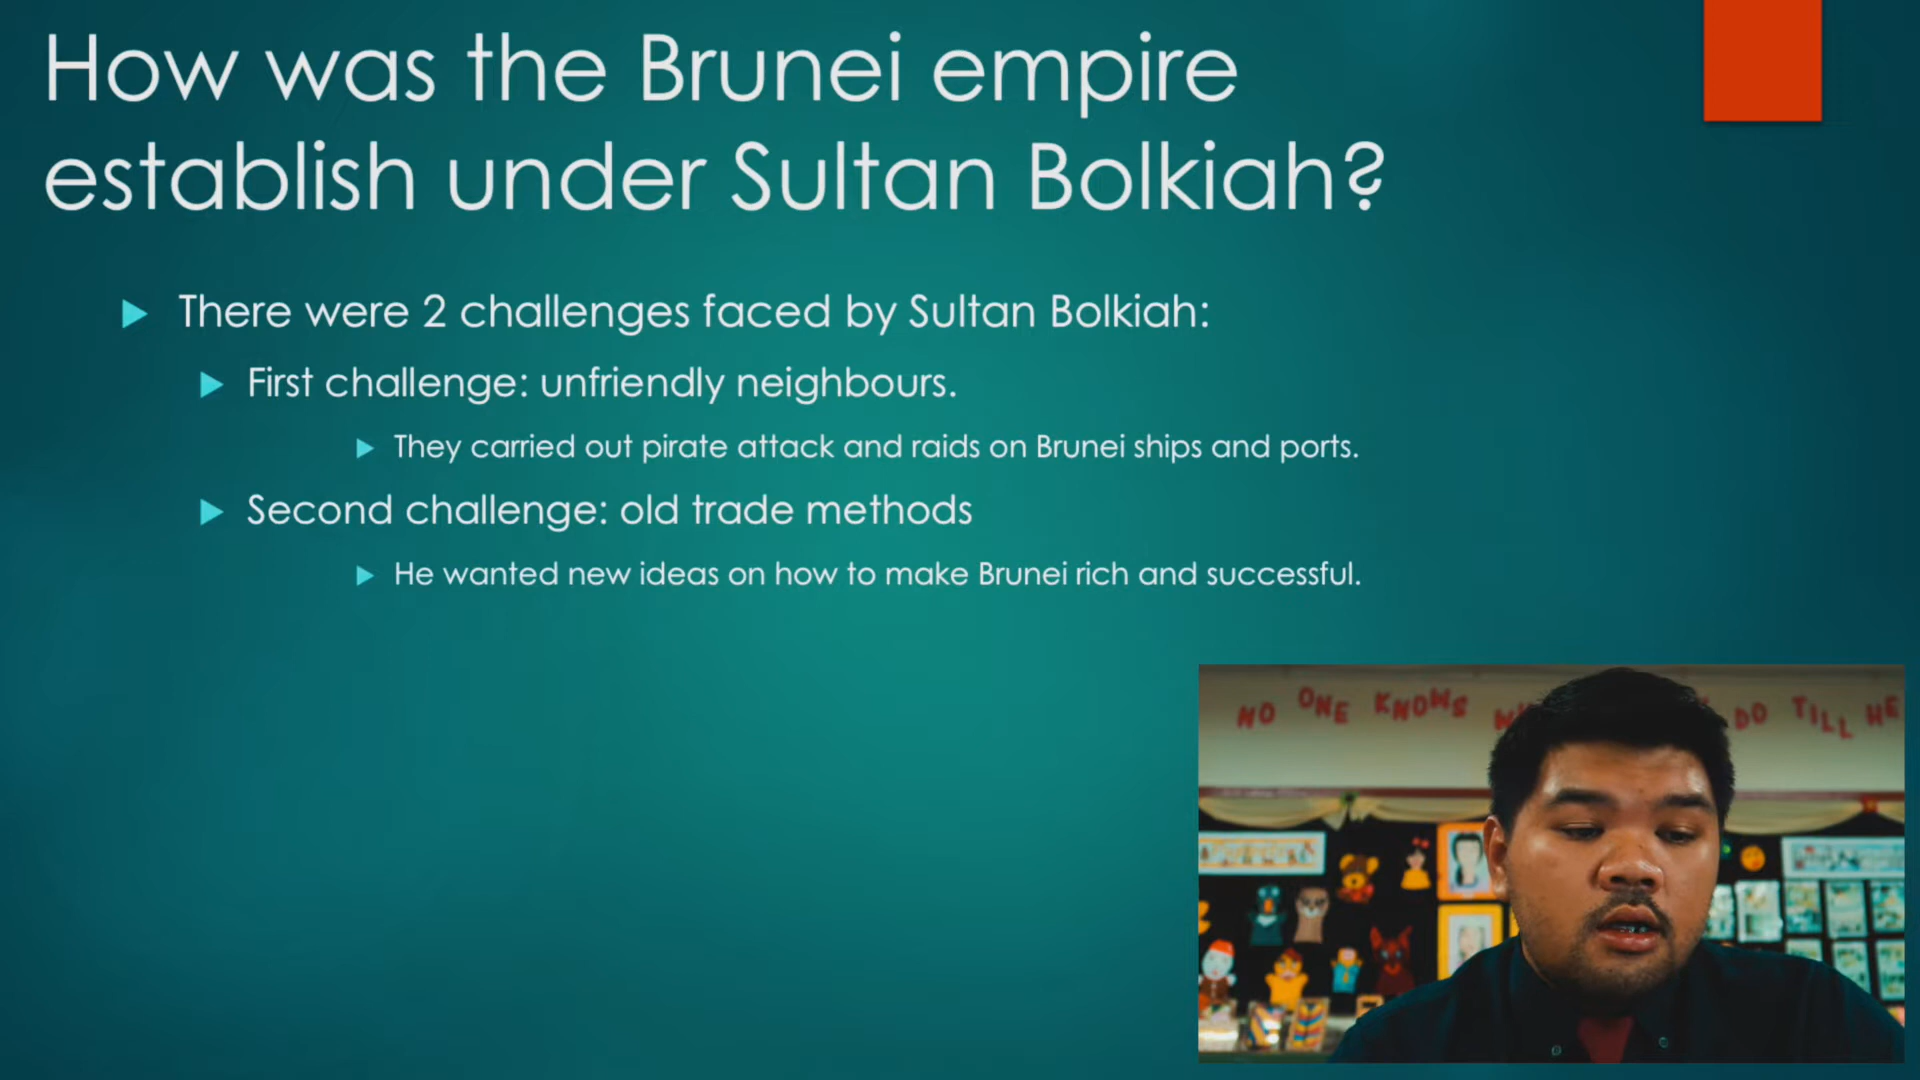 How was the Brunei empire
establish under Sultan Bolkiah?
There were 2 challenges faced by Sultan Bolkiah:
First challenge: unfriendly neighbours.
They carried out pirate attack and raids on Brunei ships and ports.
Second challenge: old trade methods
He wanted new ideas on how to make Brunei rich and successful.
NO ONE KNOWS DO TILL HE